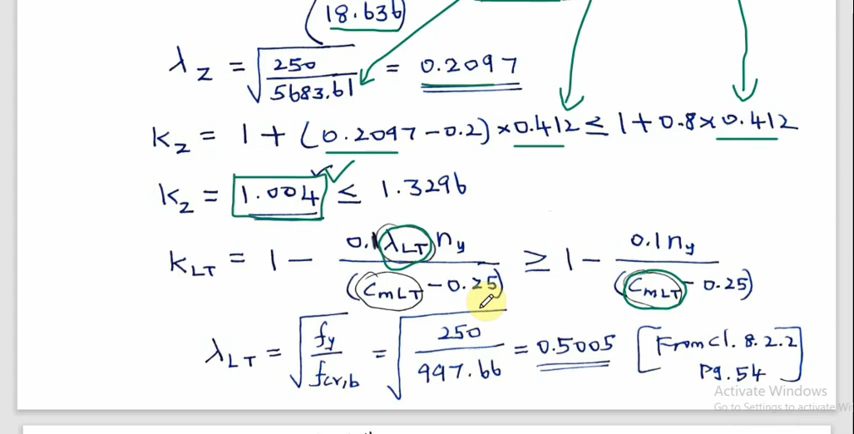 (18.636)
λz = √(250 / 5683.61) = 0.2097
Kz = 1 + (0.2097 - 0.2) × 0.412 ≤ 1 + 0.8 × 0.412
Kz = 1.004 ≤ 1.3296
KLT = 1 - 0.1 λLT ny / (CmLT - 0.25) ≥ 1 - 0.1 ny / (CmLT - 0.25)
λLT = √(fy / fcr,b) = √(250 / 997.66) = 0.5005 [From cl. 8.2.2
Pg. 54]
Activate Windows
Go to Settings to activate Wi